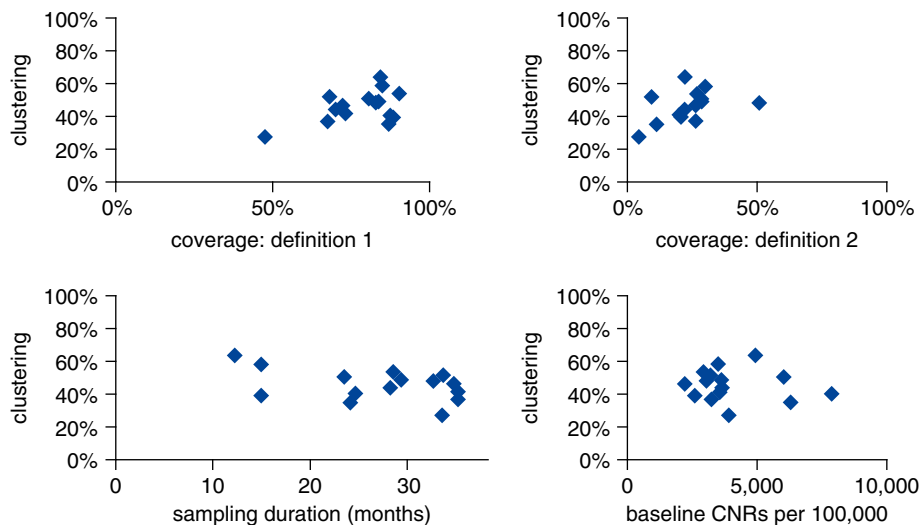 100%
80%
60%
40%
20%
0%
clustering
0% 50% 100%
coverage: definition 1
100%
80%
60%
40%
20%
0%
clustering
0% 50% 100%
coverage: definition 2
100%
80%
60%
40%
20%
0%
clustering
0 10 20 30
sampling duration (months)
100%
80%
60%
40%
20%
0%
clustering
0 5,000 10,000
baseline CNRs per 100,000